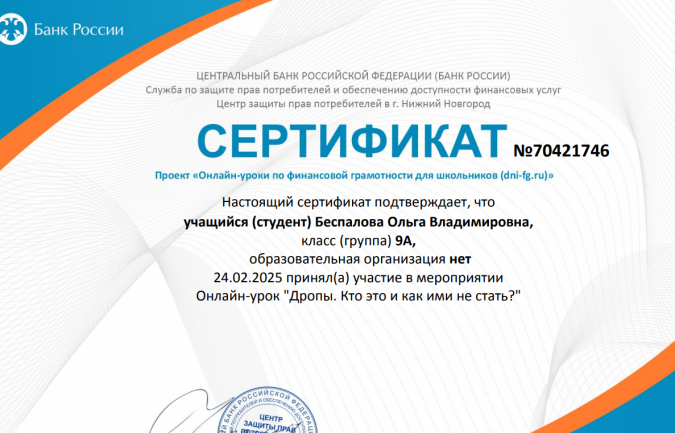 Банк России
ЦЕНТРАЛЬНЫЙ БАНК РОССИЙСКОЙ ФЕДЕРАЦИИ (БАНК РОССИИ)
Служба по защите прав потребителей и обеспечению доступности финансовых услуг
Центр защиты прав потребителей в г. Нижний Новгород
СЕРТИФИКАТ №70421746
Проект «Онлайн-уроки по финансовой грамотности для школьников (dni-fg.ru)»
Настоящий сертификат подтверждает, что
учащийся (студент) Беспалова Ольга Владимировна,
класс (группа) 9А,
образовательная организация нет
24.02.2025 принял(а) участие в мероприятии
Онлайн-урок "Дропы. Кто это и как ими не стать?"
ЦЕНТР
ЗАЩИТЫ ПРАВ